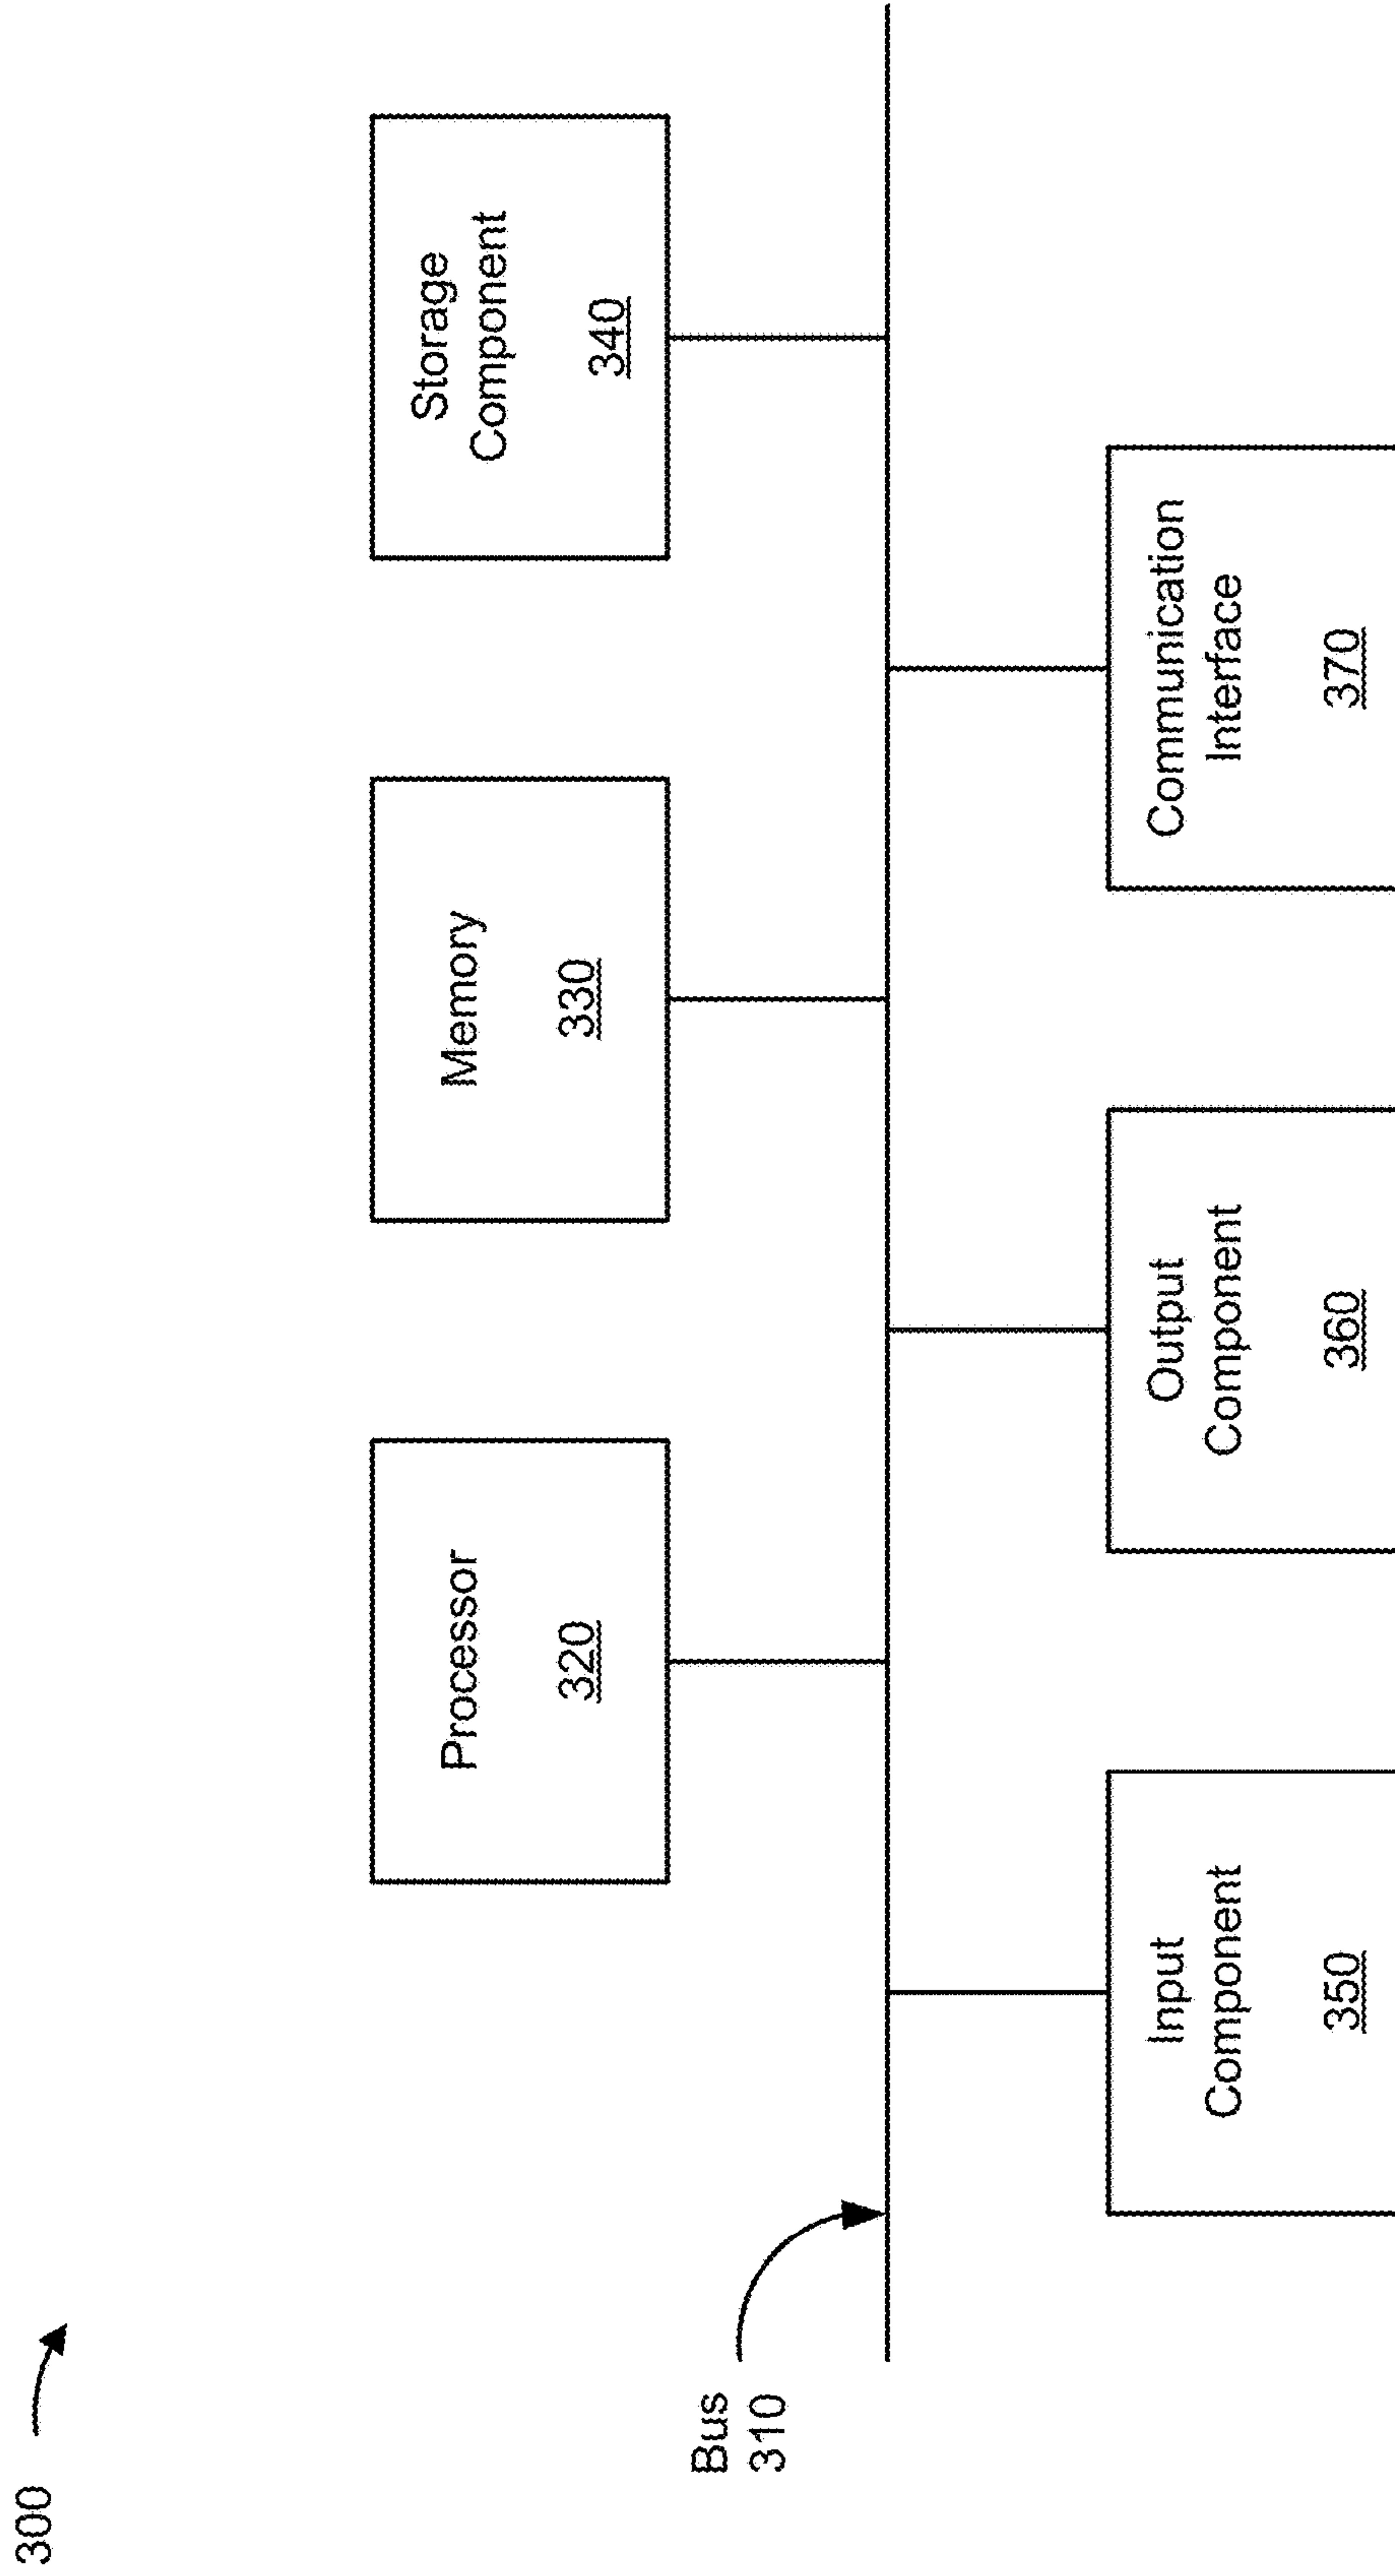 300
Processor
320
Memory
330
Storage
Component
340
Bus
310
Input
Component
350
Output
Component
360
Communication
Interface
370